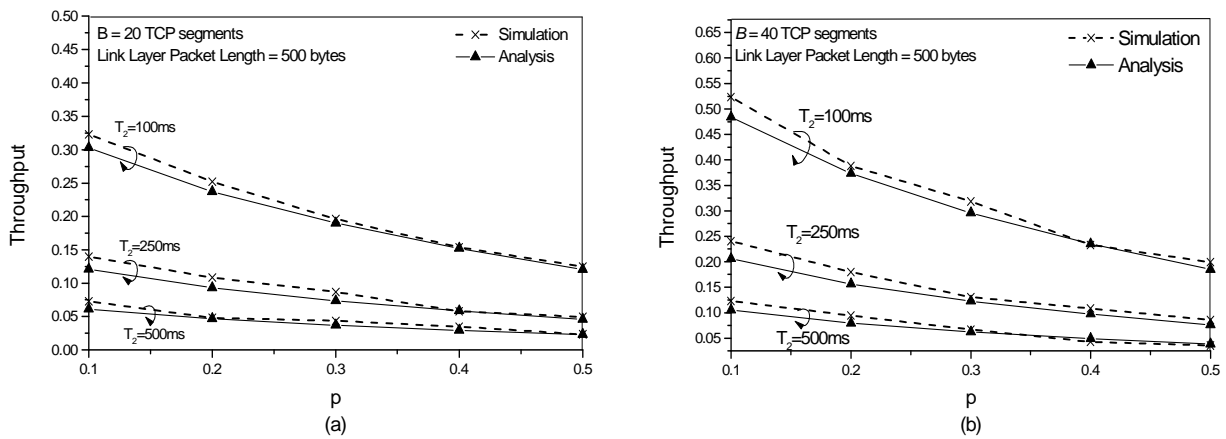 B = 20 TCP segments
Link Layer Packet Length = 500 bytes
Simulation
Analysis
T2=100ms
T2=250ms
T2=500ms
Throughput
0.50
0.45
0.40
0.35
0.30
0.25
0.20
0.15
0.10
0.05
0.00
0.1
0.2
0.3
0.4
0.5
p
(a)
B = 40 TCP segments
Link Layer Packet Length = 500 bytes
Simulation
Analysis
T2=100ms
T2=250ms
T2=500ms
Throughput
0.65
0.60
0.55
0.50
0.45
0.40
0.35
0.30
0.25
0.20
0.15
0.10
0.05
0.1
0.2
0.3
0.4
0.5
p
(b)